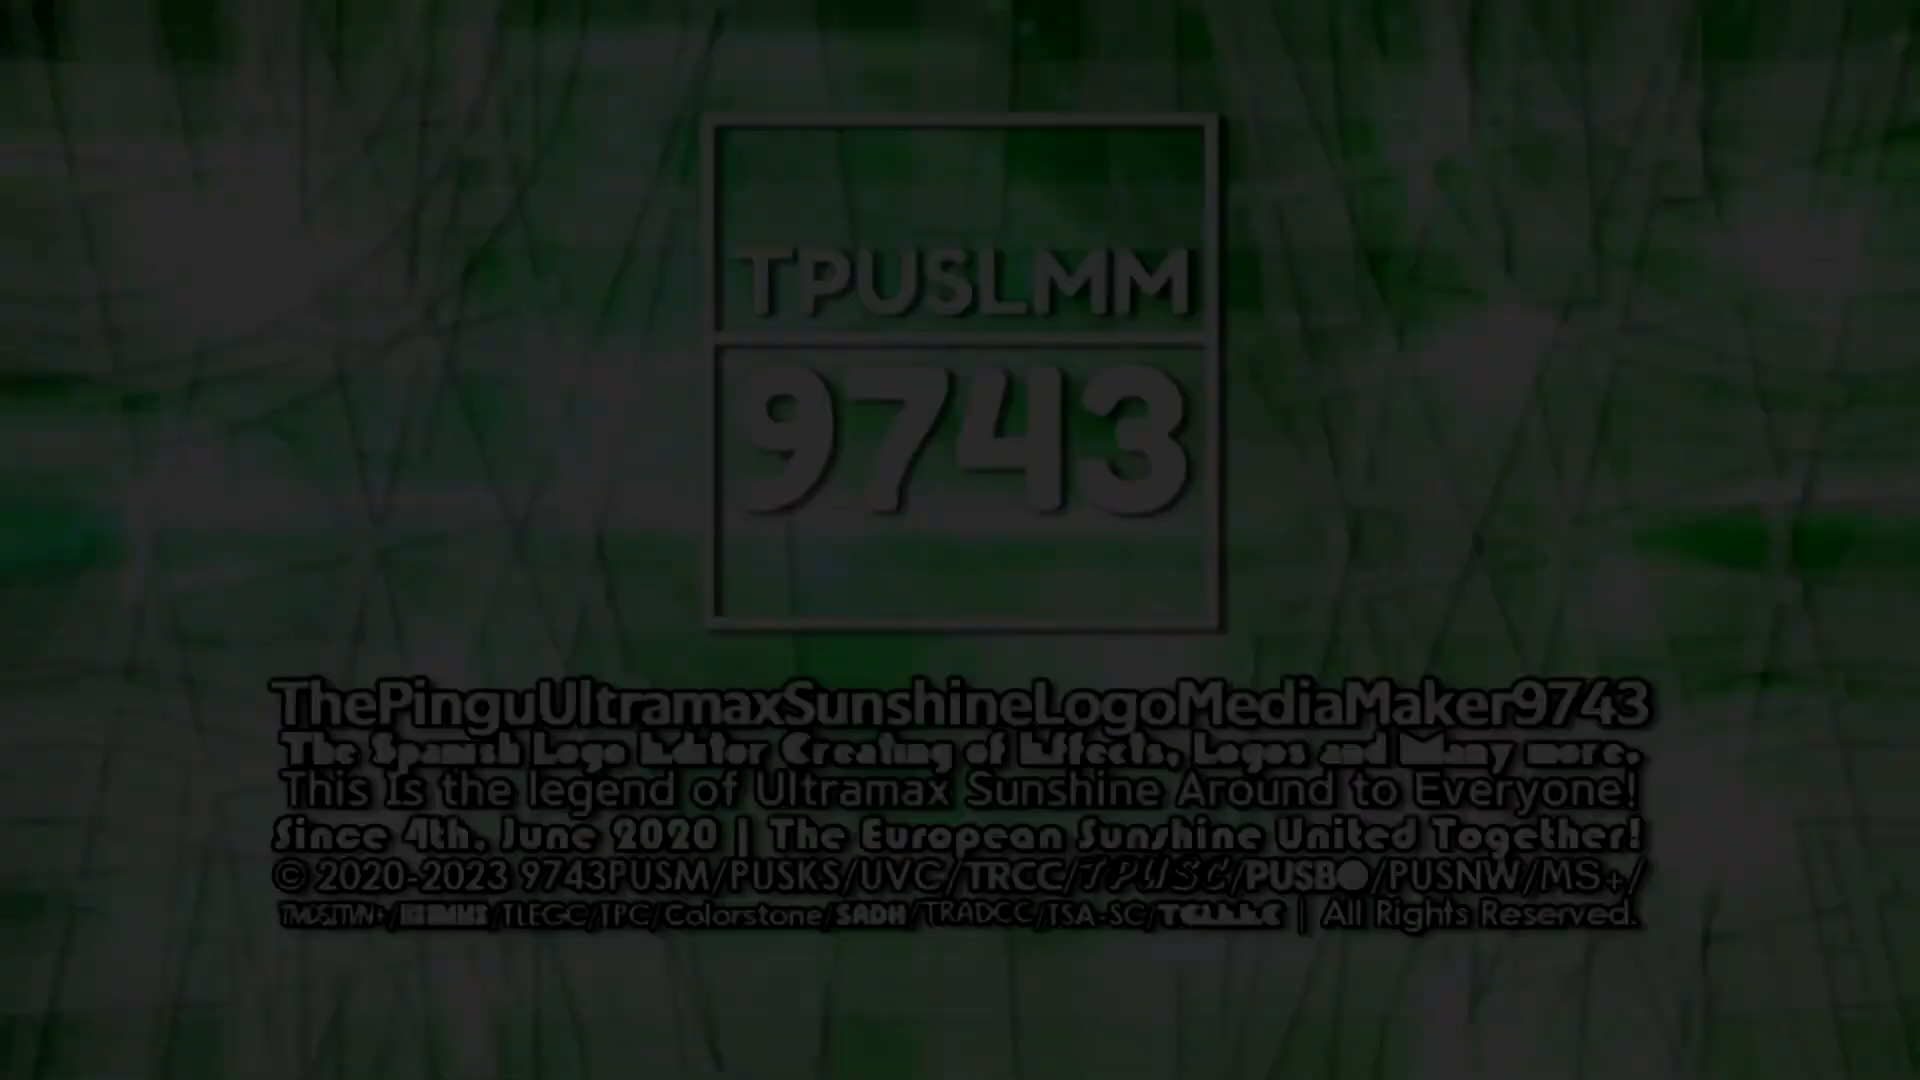 TPUSLMM
9743
ThePinguUltramaxSunshineLogoMediaMaker9743
The Spanish Logo Editor Creating of Effects, Logos and Many more.
This Is the legend of Ultramax Sunshine Around to Everyone!
Since 4th, June 2020 | The European Sunshine United Together!
© 2020-2023 9743PUSM/PUSKS/UVC/TRCC/TPUSC/PUSB●/PUSNW/MS+/
/TLEGC/TPC/Colorstone/SADH/TRADCC/TSA-SC/ | All Rights Reserved.